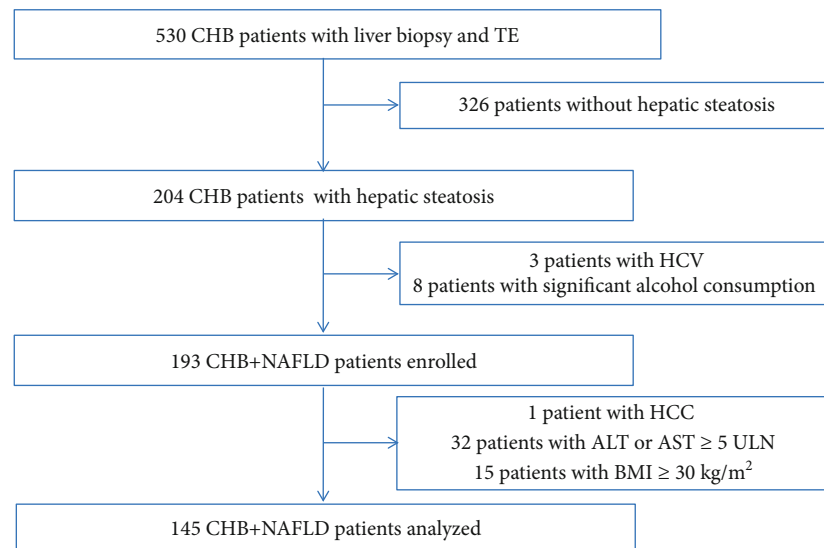 530 CHB patients with liver biopsy and TE
326 patients without hepatic steatosis
204 CHB patients with hepatic steatosis
3 patients with HCV
8 patients with significant alcohol consumption
193 CHB+NAFLD patients enrolled
1 patient with HCC
32 patients with ALT or AST ≥ 5 ULN
15 patients with BMI ≥ 30 kg/m²
145 CHB+NAFLD patients analyzed